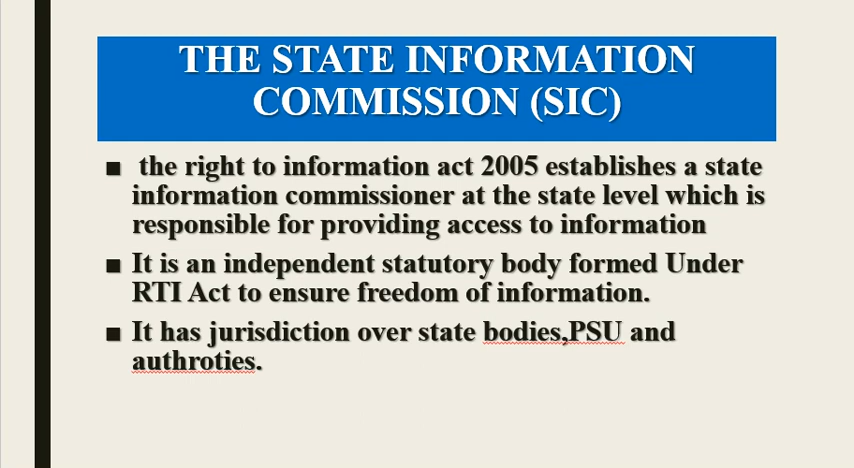 THE STATE INFORMATION
COMMISSION (SIC)
■ the right to information act 2005 establishes a state
information commissioner at the state level which is
responsible for providing access to information
■ It is an independent statutory body formed Under
RTI Act to ensure freedom of information.
■ It has jurisdiction over state bodies,PSU and
authroties.